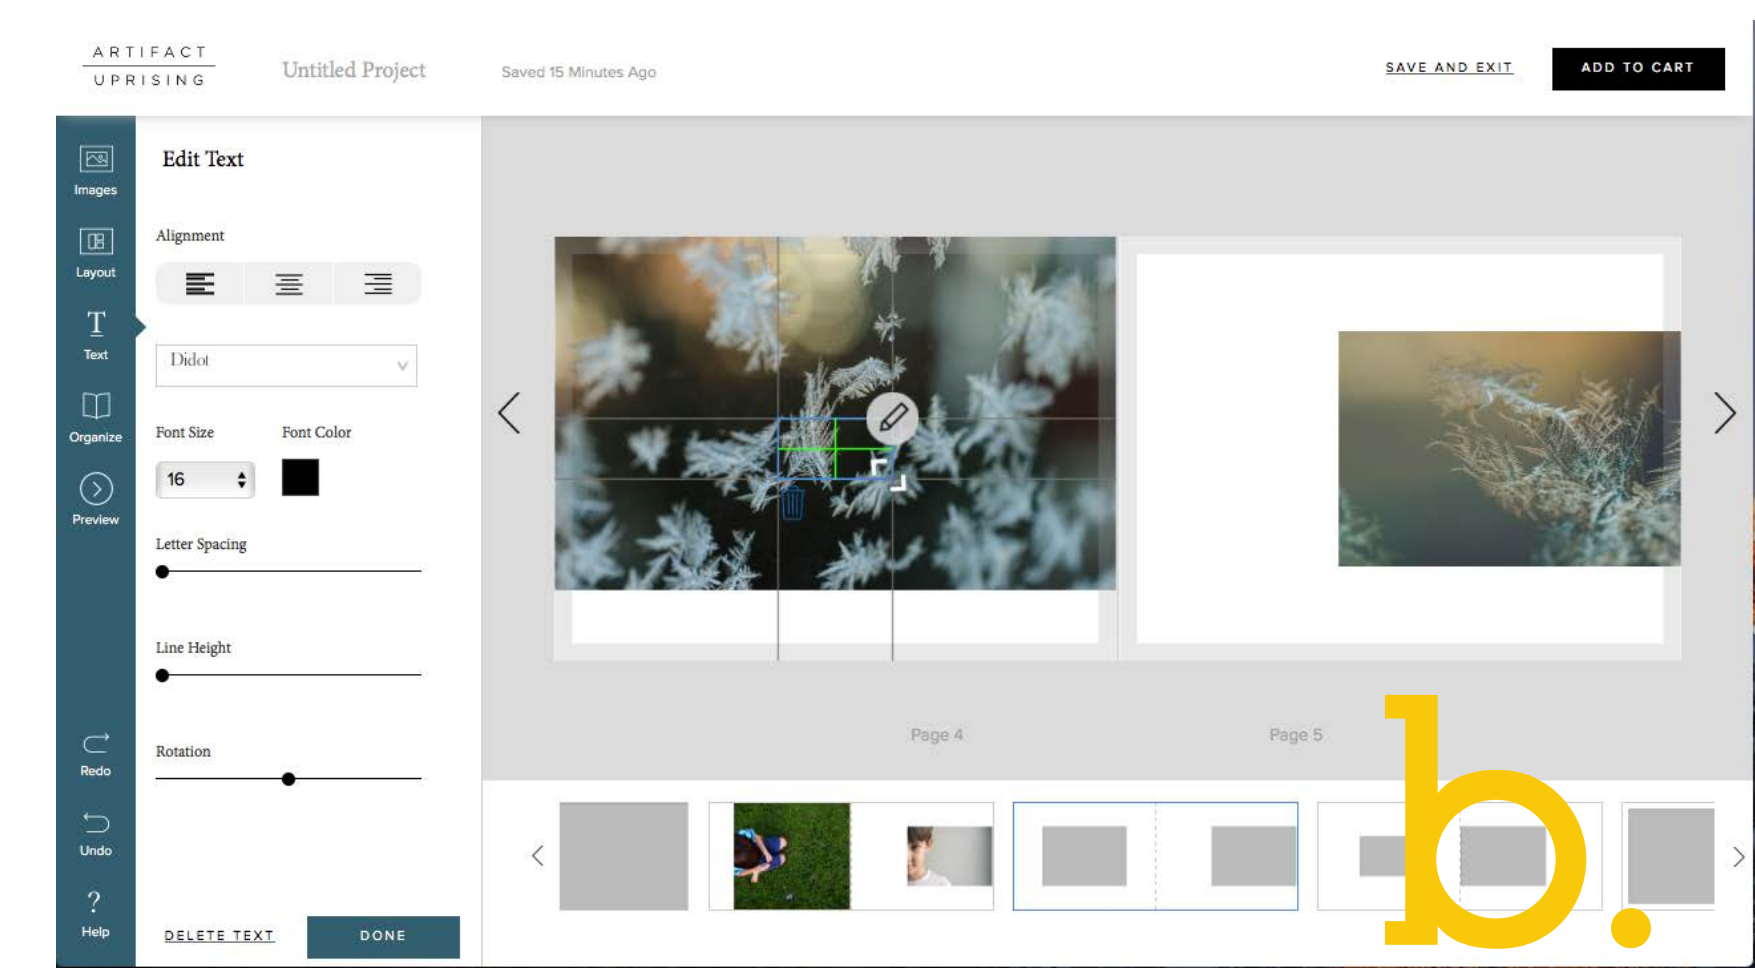 ARTIFACT
UPRISING
Untitled Project
Saved 15 Minutes Ago
SAVE AND EXIT
ADD TO CART
Images
Layout
Text
Organize
Preview
Redo
Undo
?
Help
Edit Text
Alignment
Didot
Font Size
Font Color
16
Letter Spacing
Line Height
Rotation
DELETE TEXT
DONE
Page 4
Page 5
b.